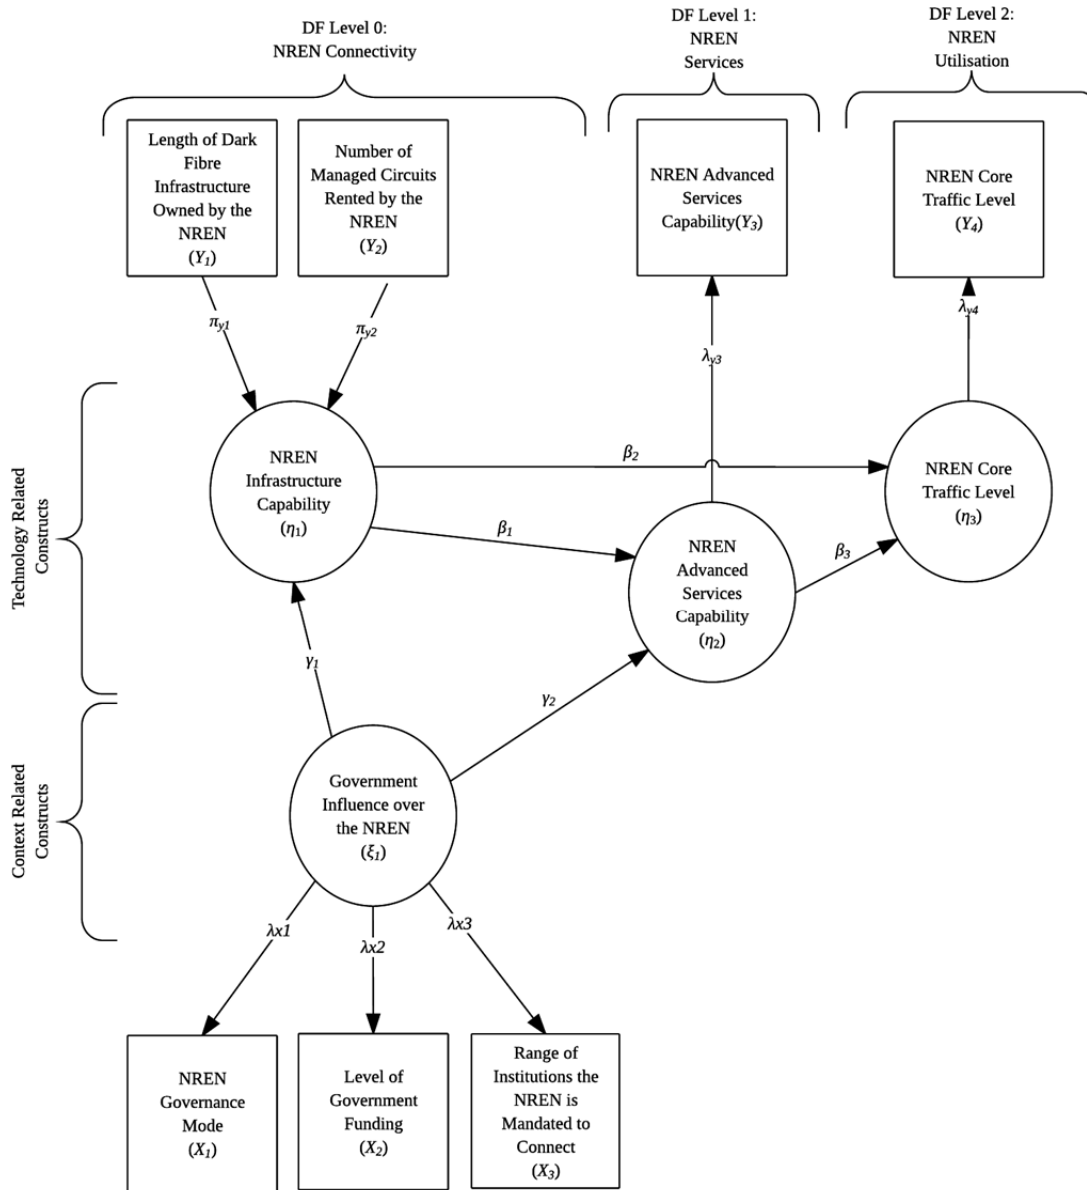 DF Level 0:
NREN Connectivity
DF Level 1:
NREN
Services
DF Level 2:
NREN
Utilisation
Length of Dark
Fibre
Infrastructure
Owned by the
NREN
(Y₁)
Number of
Managed Circuits
Rented by the
NREN
(Y₂)
NREN Advanced
Services
Capability(Y₃)
NREN Core
Traffic Level
(Y₄)
π_y1
π_y2
λ_y3
λ_y4
Technology Related
Constructs
NREN
Infrastructure
Capability
(η₁)
β₂
NREN Core
Traffic Level
(η₃)
β₁
β₃
NREN
Advanced
Services
Capability
(η₂)
γ₁
γ₂
Context Related
Constructs
Government
Influence over
the NREN
(ξ₁)
λx1
λx2
λx3
NREN
Governance
Mode
(X₁)
Level of
Government
Funding
(X₂)
Range of
Institutions the
NREN is
Mandated to
Connect
(X₃)